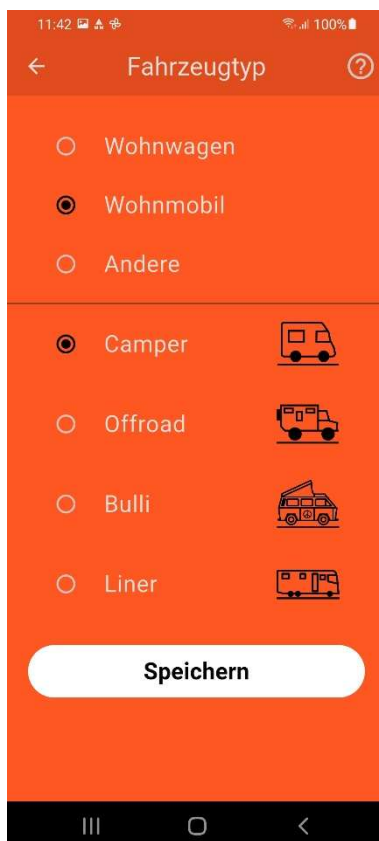 11:42 100%
Fahrzeugtyp
Wohnwagen
Wohnmobil
Andere
Camper
Offroad
Bulli
Liner
Speichern